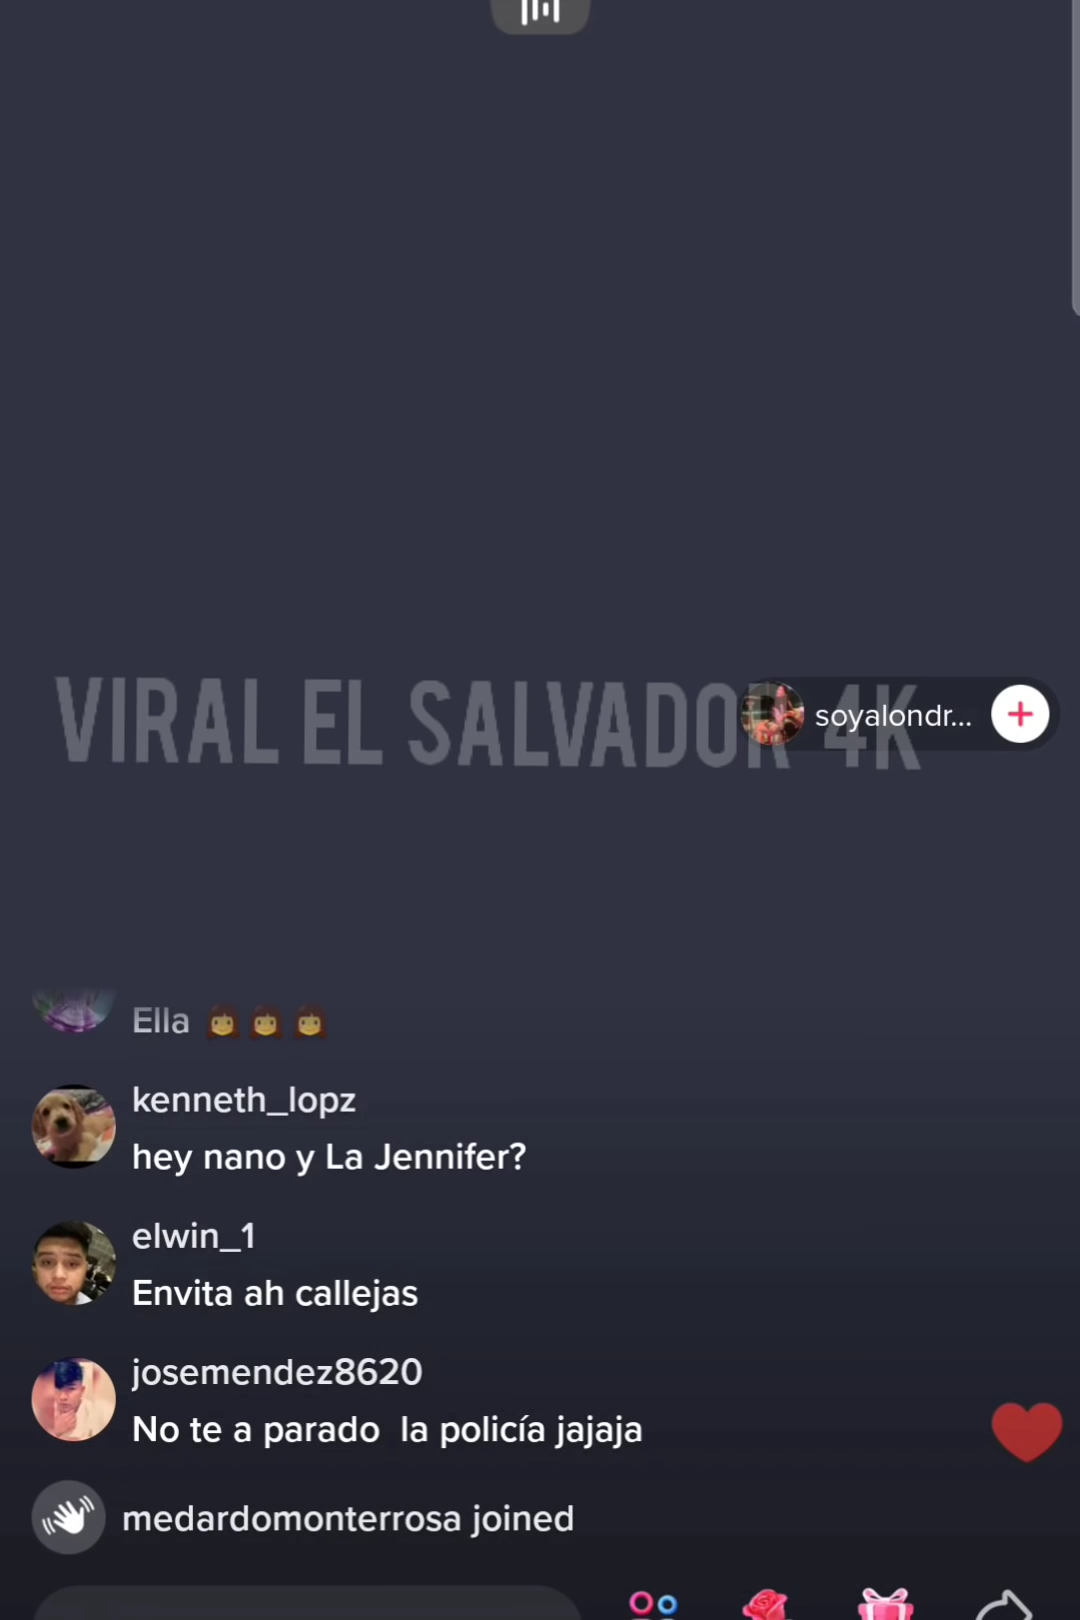 VIRAL EL SALVADOR 4K
soyalondr...
Ella 👩👩👩
kenneth_lopz
hey nano y La Jennifer?
elwin_1
Envita ah callejas
josemendez8620
No te a parado la policía jajaja
medardomonterrosa joined